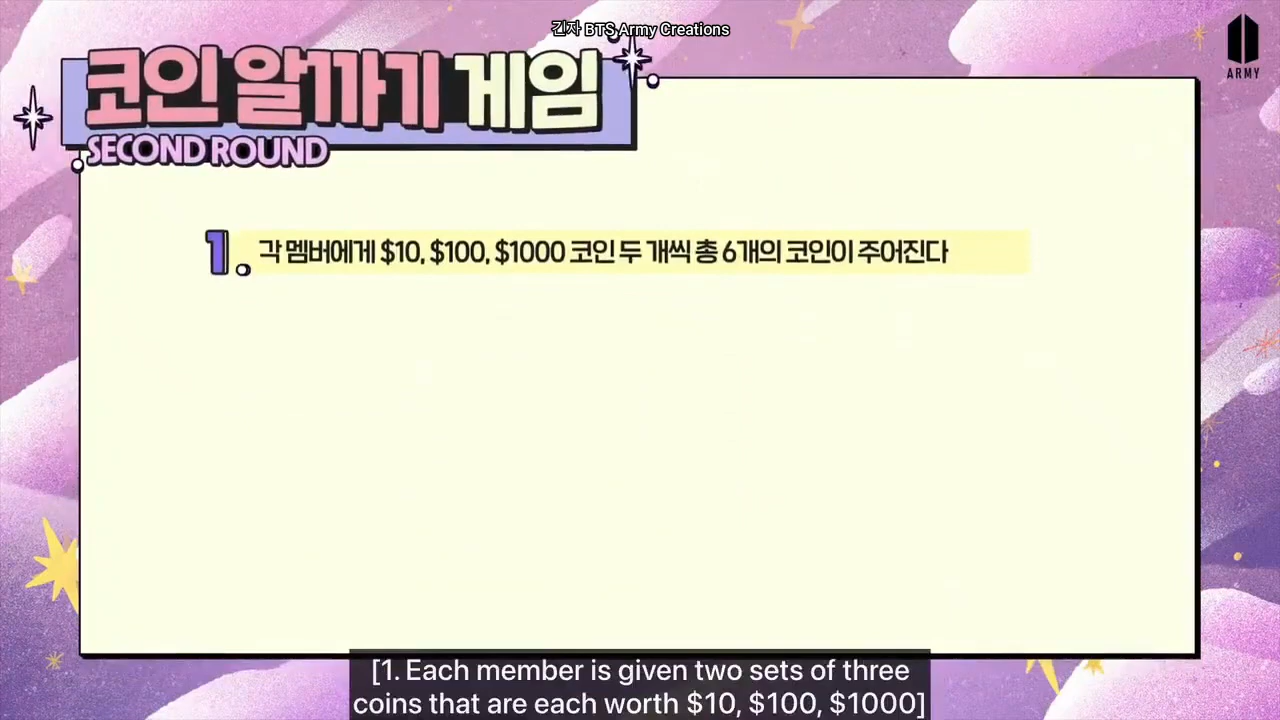 긴자 BTS Army Creations
ARMY
코인 알까기 게임
SECOND ROUND
1. 각 멤버에게 $10, $100, $1000 코인 두 개씩 총 6개의 코인이 주어진다
[1. Each member is given two sets of three
coins that are each worth $10, $100, $1000]